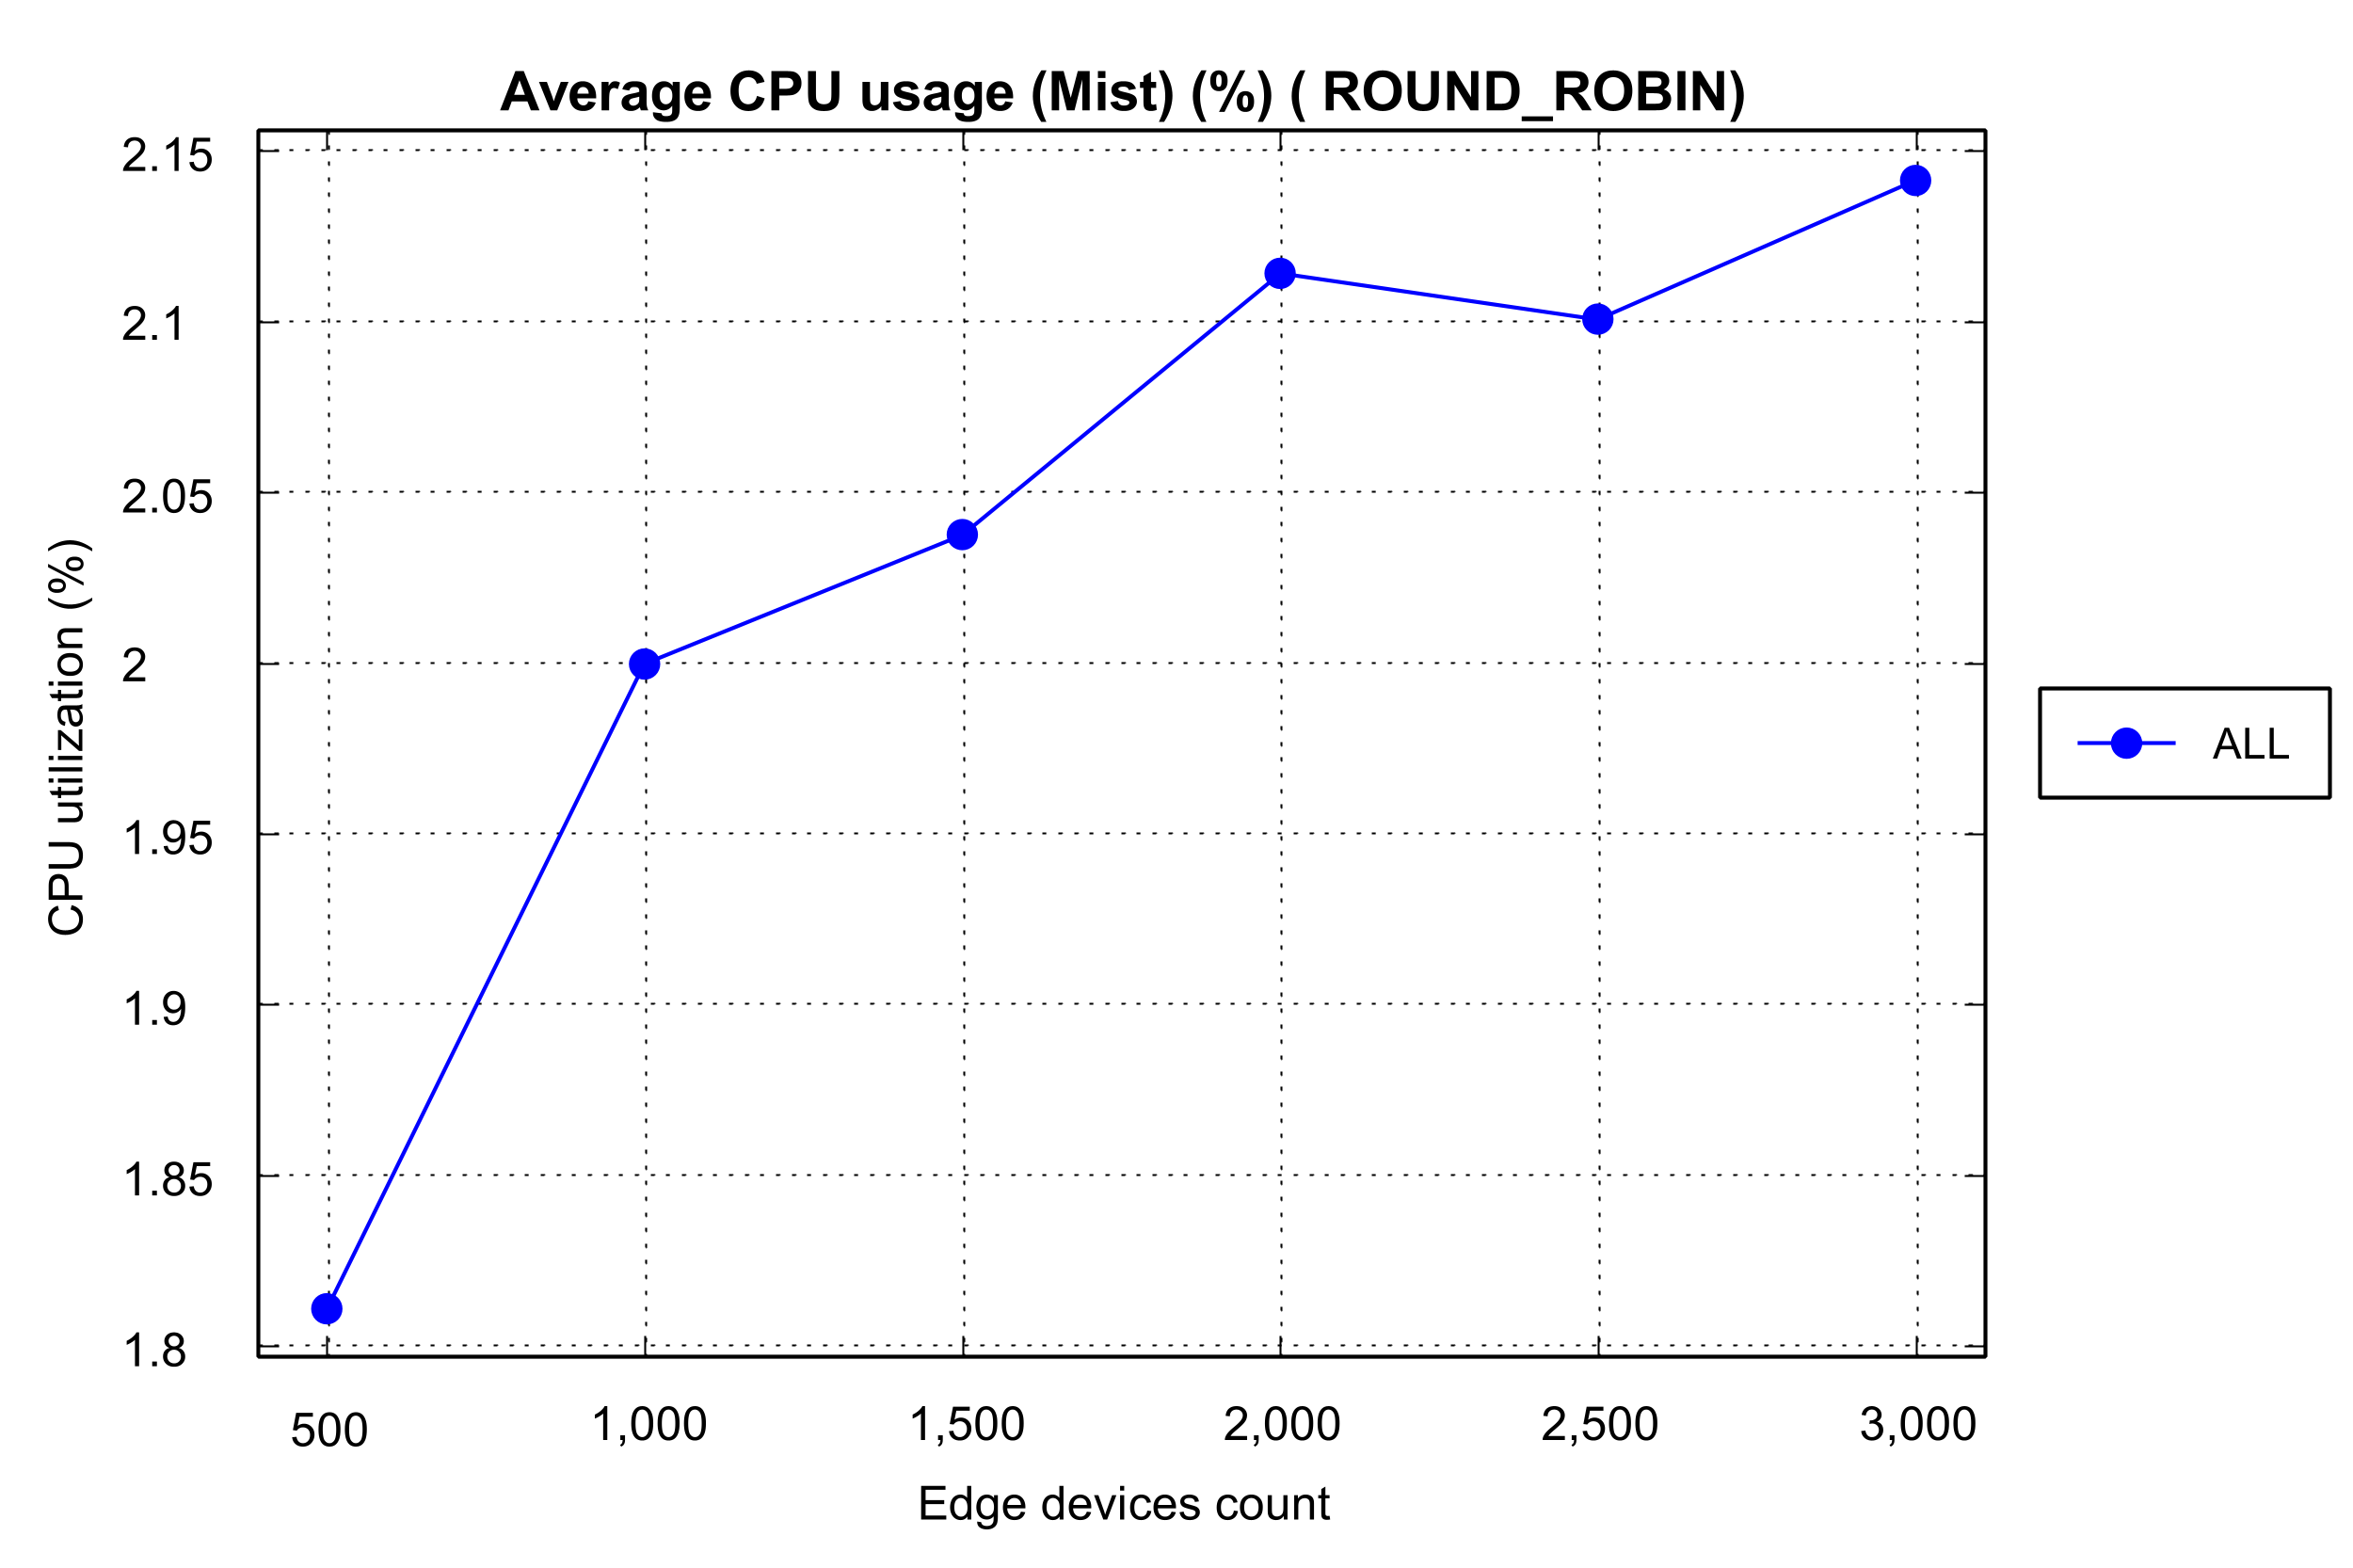 Average CPU usage (Mist) (%) ( ROUND_ROBIN)
2.15
2.1
2.05
2
1.95
1.9
1.85
1.8
CPU utilization (%)
500 1,000 1,500 2,000 2,500 3,000
Edge devices count
ALL